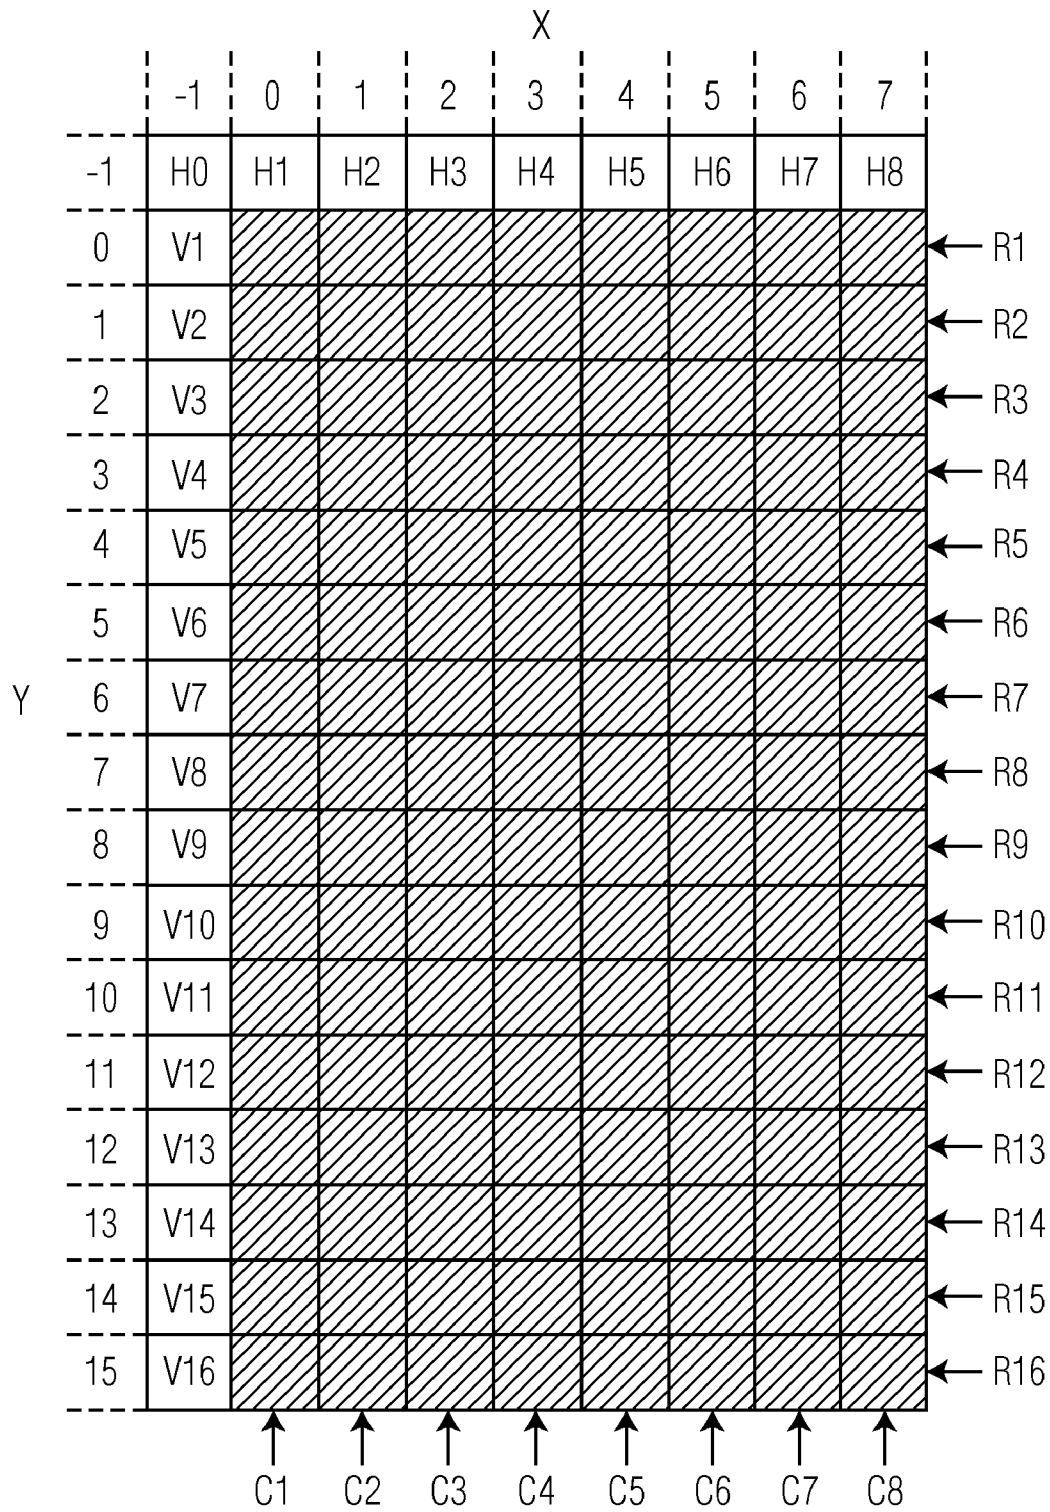 X
-1 0 1 2 3 4 5 6 7
-1 H0 H1 H2 H3 H4 H5 H6 H7 H8
0 V1 R1
1 V2 R2
2 V3 R3
3 V4 R4
4 V5 R5
5 V6 R6
Y 6 V7 R7
7 V8 R8
8 V9 R9
9 V10 R10
10 V11 R11
11 V12 R12
12 V13 R13
13 V14 R14
14 V15 R15
15 V16 R16
C1 C2 C3 C4 C5 C6 C7 C8